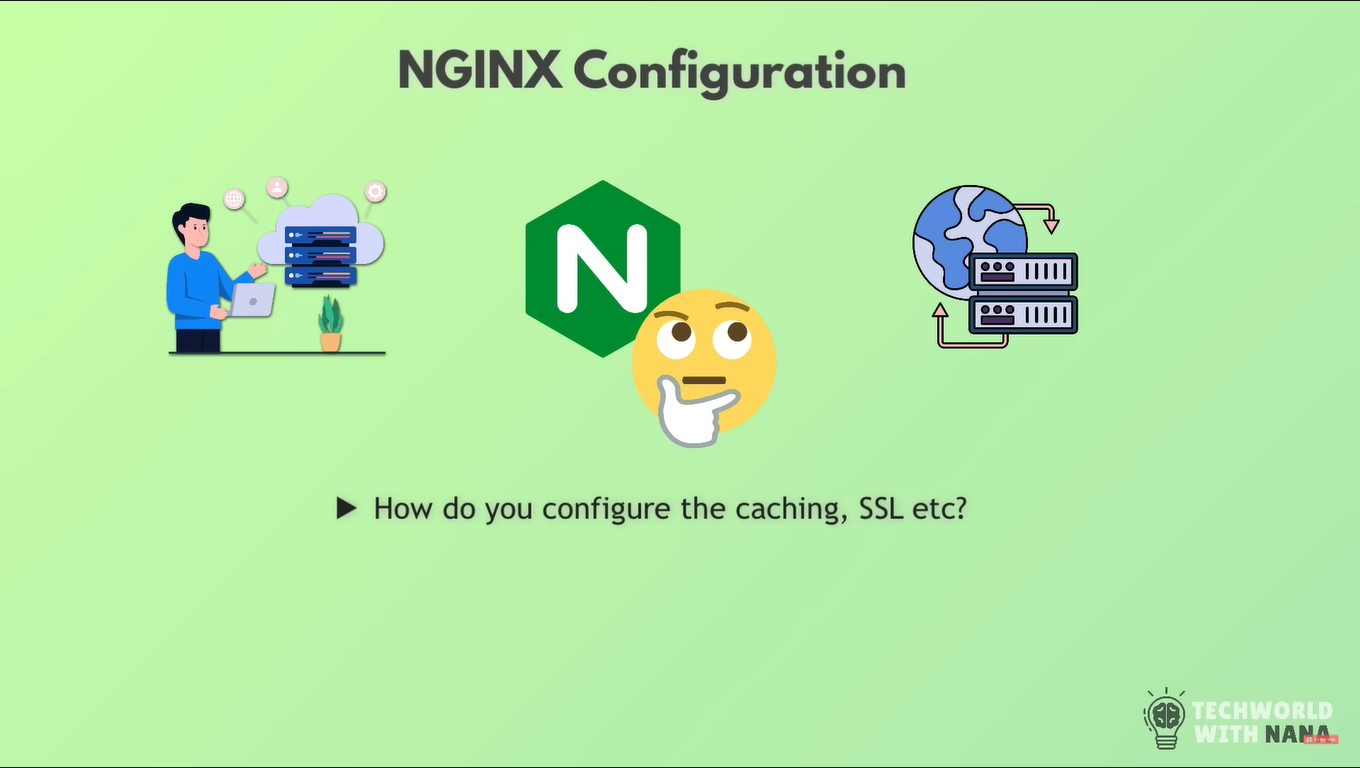 NGINX Configuration
N
▶ How do you configure the caching, SSL etc?
TECHWORLD
WITH NANA